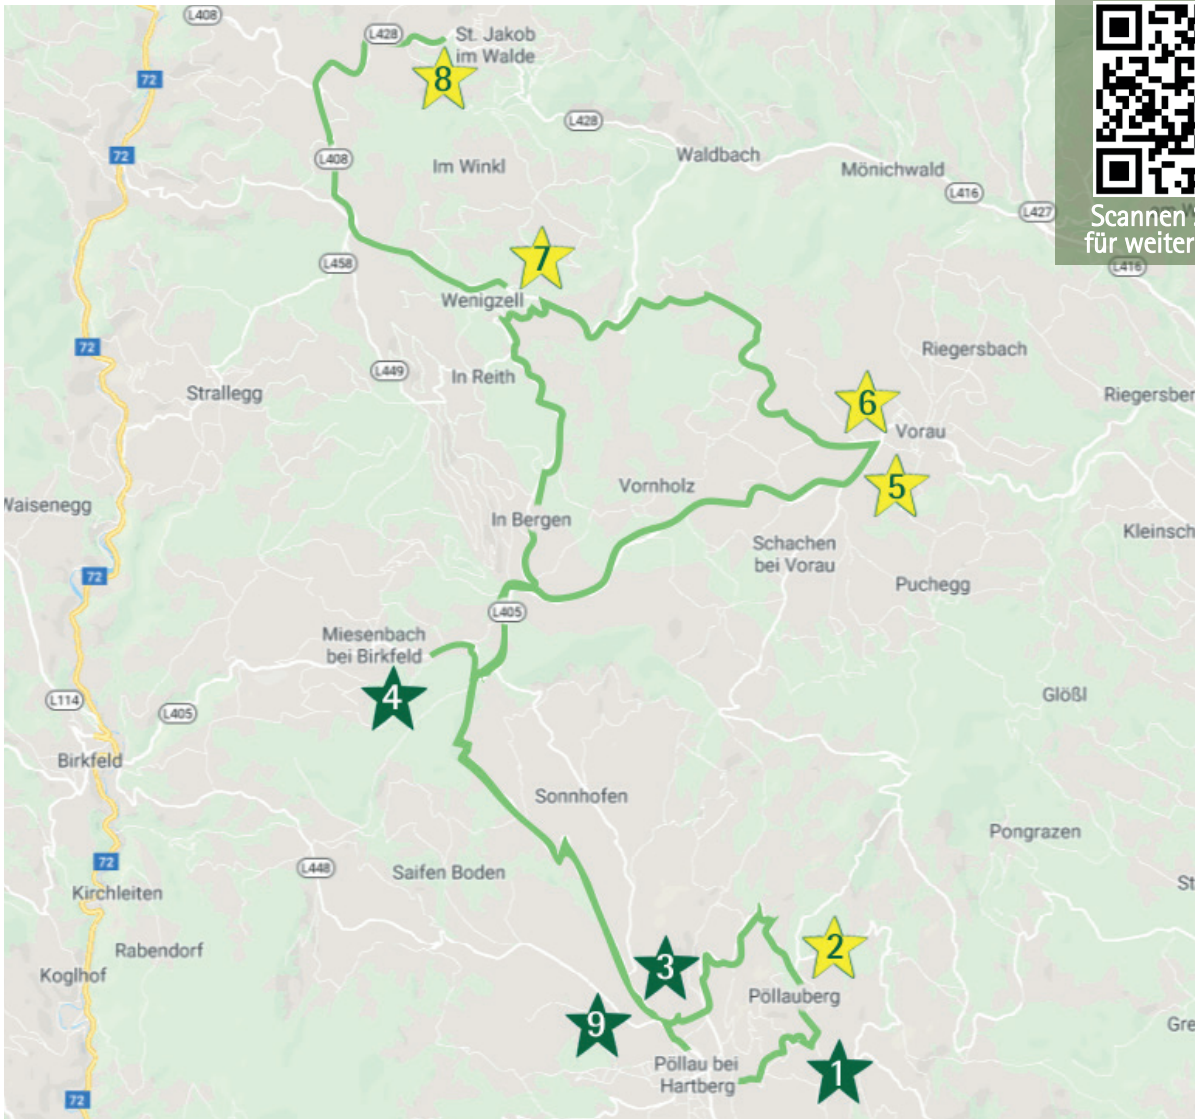 L408
L428
St. Jakob
im Walde
8
72
L428
72
L408
Im Winkl
Waldbach
Mönichwald
L416
L427
Scannen
für weiter
L416
L458
7
Wenigzell
72
Riegersbach
L449
In Reith
Strallegg
6
Riegersber
Vorau
Vornholz
5
Waisenegg
In Bergen
Kleinsch
Schachen
bei Vorau
72
Puchegg
L405
Miesenbach
bei Birkfeld
4
L114
L405
Glößl
Birkfeld
Sonnhofen
Pongrazen
72
L448
Saifen Boden
Kirchleiten
St
Rabendorf
2
3
Koglhof
Pöllauberg
9
Gre
Pöllau bei
Hartberg
1
72